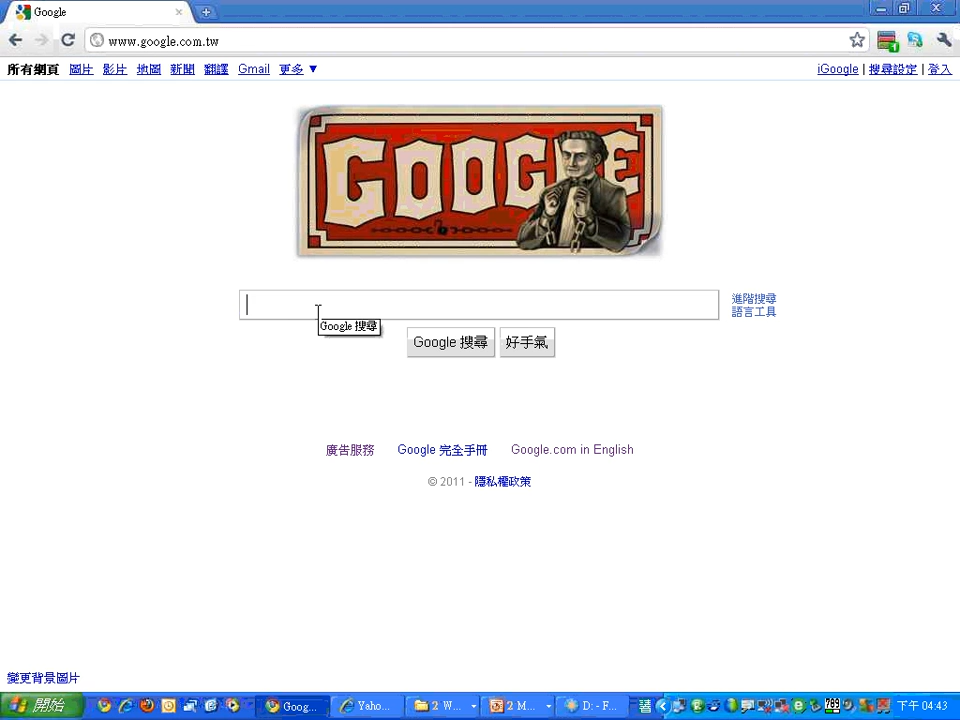 Google
www.google.com.tw
所有網頁 圖片 影片 地圖 新聞 翻譯 Gmail 更多 ▼
iGoogle | 搜尋設定 | 登入
GOOGLE
進階搜尋
語言工具
Google 搜尋
Google 搜尋 好手氣
廣告服務 Google 完全手冊 Google.com in English
© 2011 - 隱私權政策
變更背景圖片
開始 Goog... Yaho... 2 W... 2 M... D: - F... 下午 04:43